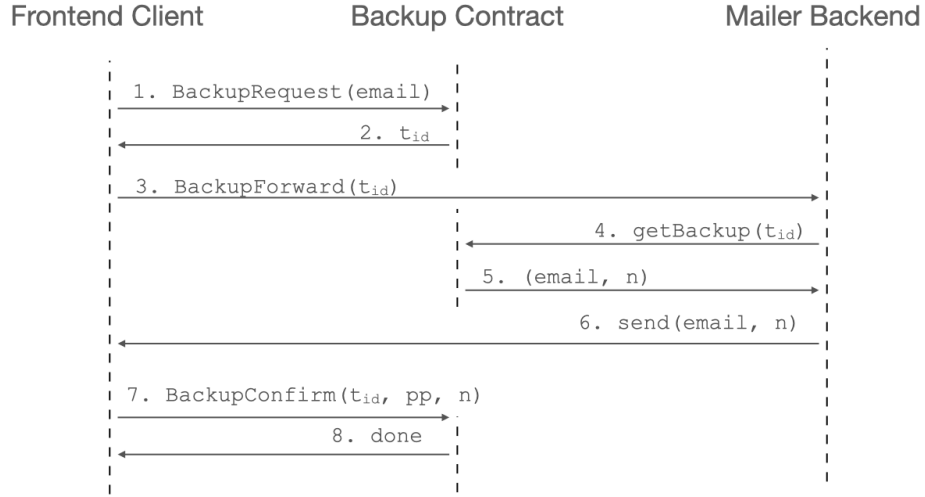 Frontend Client Backup Contract Mailer Backend
1. BackupRequest(email)
2. tid
3. BackupForward(tid)
4. getBackup(tid)
5. (email, n)
6. send(email, n)
7. BackupConfirm(tid, pp, n)
8. done